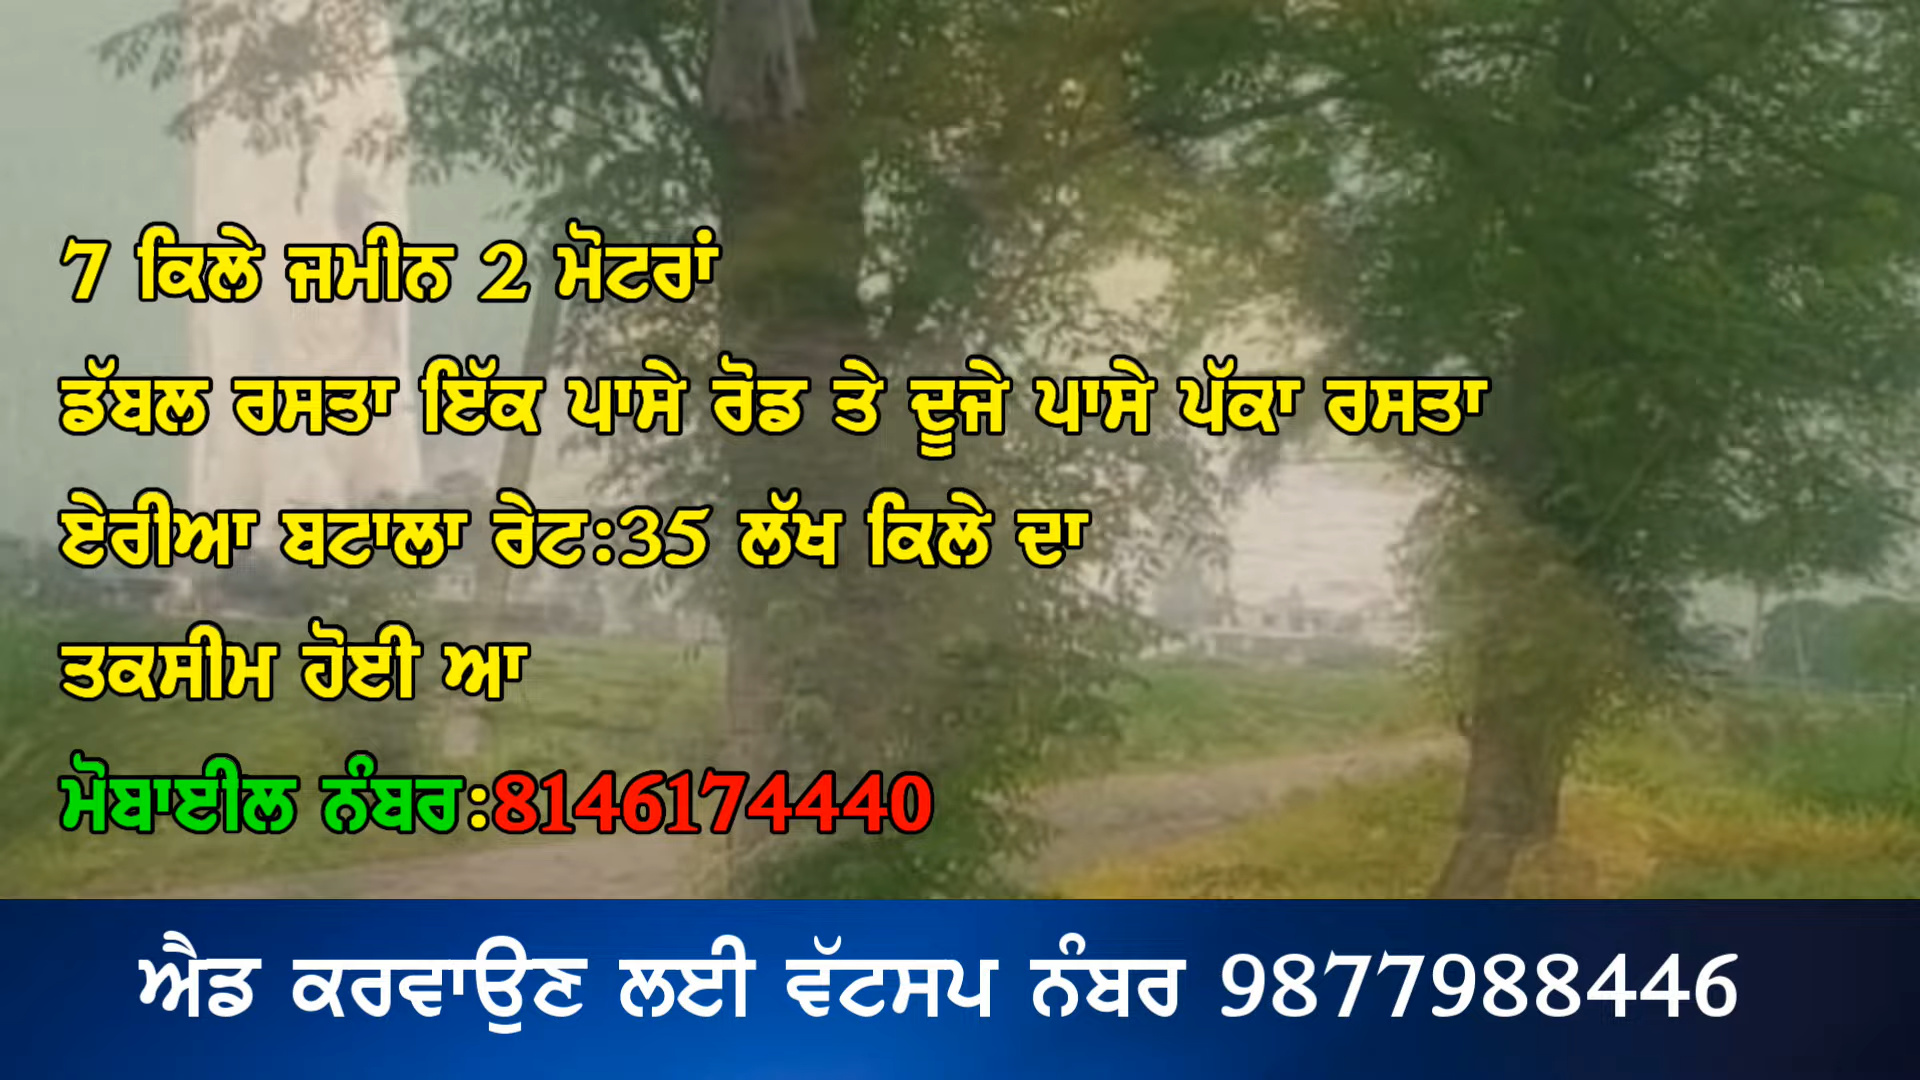 7 ਕਿਲੇ ਜਮੀਨ 2 ਮੋਟਰਾਂ
ਡੱਬਲ ਰਸਤਾ ਇੱਕ ਪਾਸੇ ਰੋਡ ਤੇ ਦੂਜੇ ਪਾਸੇ ਪੱਕਾ ਰਸਤਾ
ਏਰੀਆ ਬਟਾਲਾ ਰੇਟ:35 ਲੱਖ ਕਿਲੇ ਦਾ
ਤਕਸੀਮ ਹੋਈ ਆ
ਮੋਬਾਈਲ ਨੰਬਰ:8146174440
ਐਡ ਕਰਵਾਉਣ ਲਈ ਵੱਟਸਪ ਨੰਬਰ 9877988446